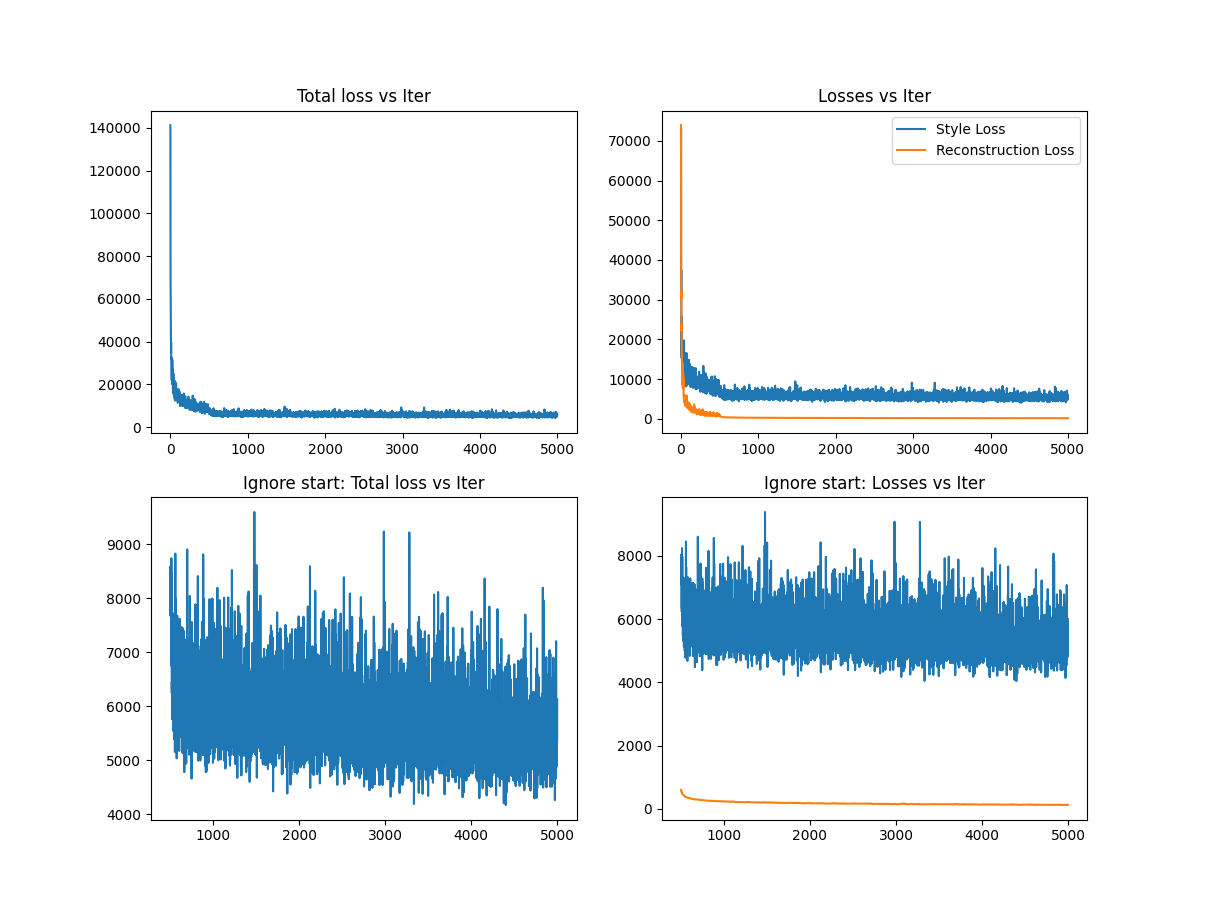 Total loss vs Iter
140000
120000
100000
80000
60000
40000
20000
0
0 1000 2000 3000 4000 5000
Losses vs Iter
Style Loss
Reconstruction Loss
70000
60000
50000
40000
30000
20000
10000
0
0 1000 2000 3000 4000 5000
Ignore start: Total loss vs Iter
9000
8000
7000
6000
5000
4000
1000 2000 3000 4000 5000
Ignore start: Losses vs Iter
8000
6000
4000
2000
0
1000 2000 3000 4000 5000